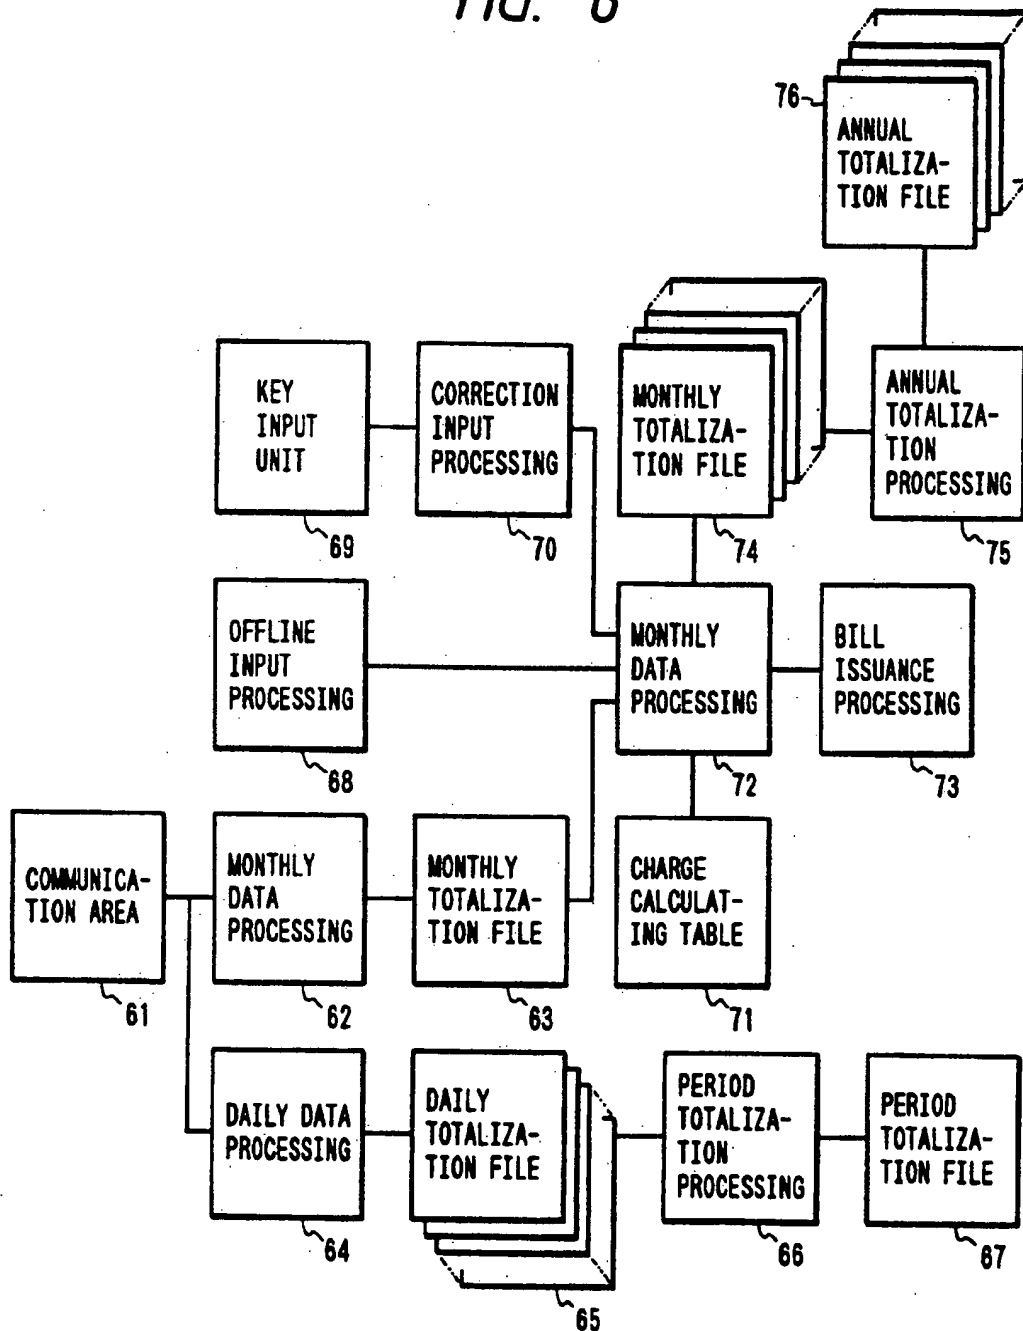 FIG. 6
76
ANNUAL
TOTALIZA-
TION FILE
KEY
INPUT
UNIT
69
CORRECTION
INPUT
PROCESSING
70
MONTHLY
TOTALIZA-
TION FILE
74
ANNUAL
TOTALIZA-
TION
PROCESSING
75
OFFLINE
INPUT
PROCESSING
68
MONTHLY
DATA
PROCESSING
72
BILL
ISSUANCE
PROCESSING
73
COMMUNICA-
TION AREA
61
MONTHLY
DATA
PROCESSING
62
MONTHLY
TOTALIZA-
TION FILE
63
CHARGE
CALCULAT-
ING TABLE
71
DAILY DATA
PROCESSING
64
DAILY
TOTALIZA-
TION FILE
65
PERIOD
TOTALIZA-
TION
PROCESSING
66
PERIOD
TOTALIZA-
TION FILE
67